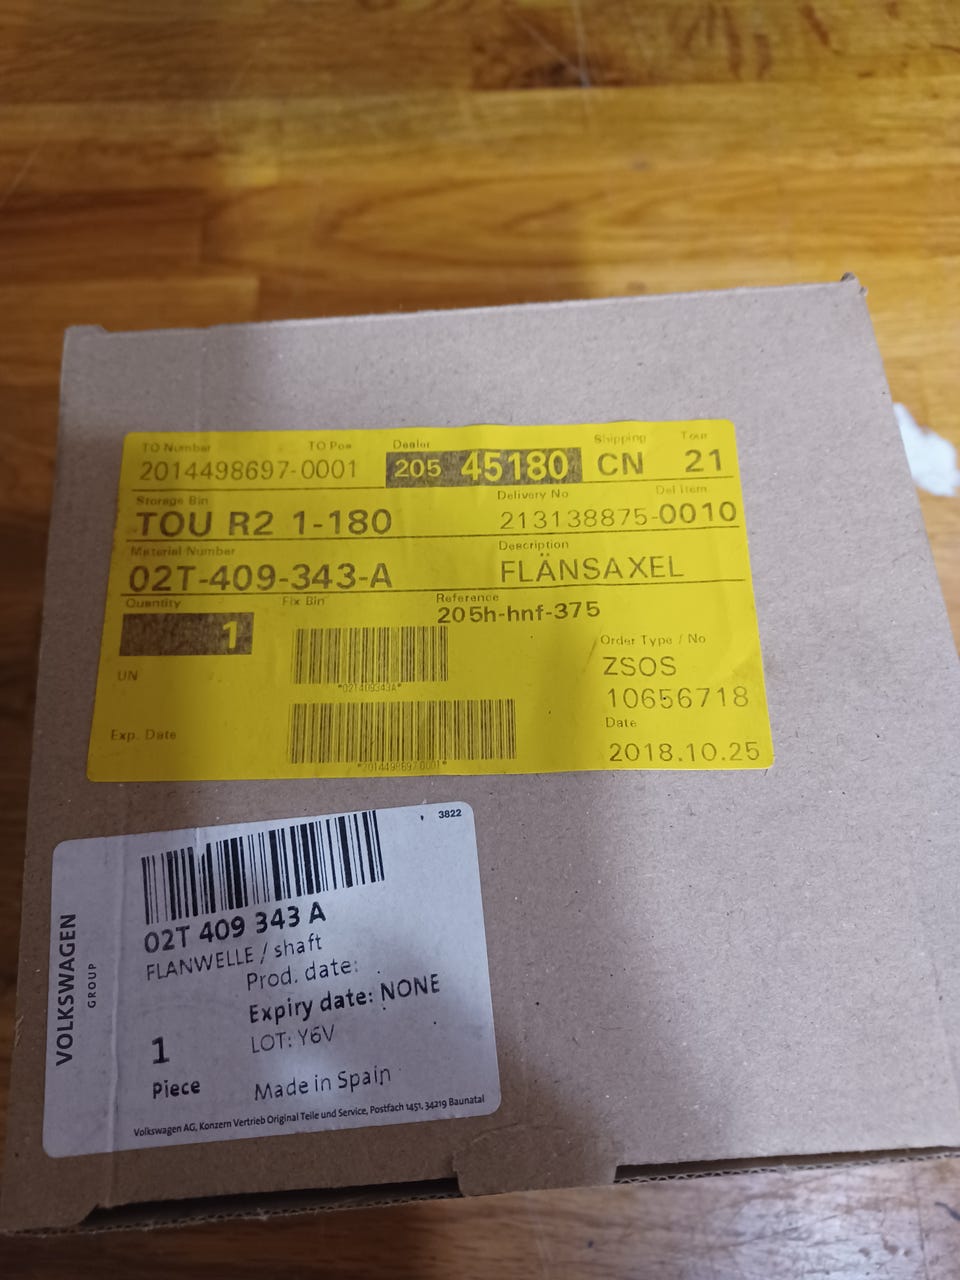 TO Number TO Pos Dealer Shipping Tour
2014498697-0001 205 45180 CN 21
Storage Bin Delivery No Del Item
TOU R2 1-180 213138875-0010
Material Number Description
02T-409-343-A FLÄNSAXEL
Quantity Fix Bin Reference
1 205h-hnf-375
Order Type / No
UN ZSOS
*02T409343A*
10656718
Exp. Date Date
2018.10.25
*2014498697-0001*
3822
02T 409 343 A
FLANWELLE / shaft
Prod. date:
Expiry date: NONE
LOT: Y6V
1
Piece Made in Spain
Volkswagen AG, Konzern Vertrieb Original Teile und Service, Postfach 1451, 34219 Baunatal
VOLKSWAGEN
GROUP